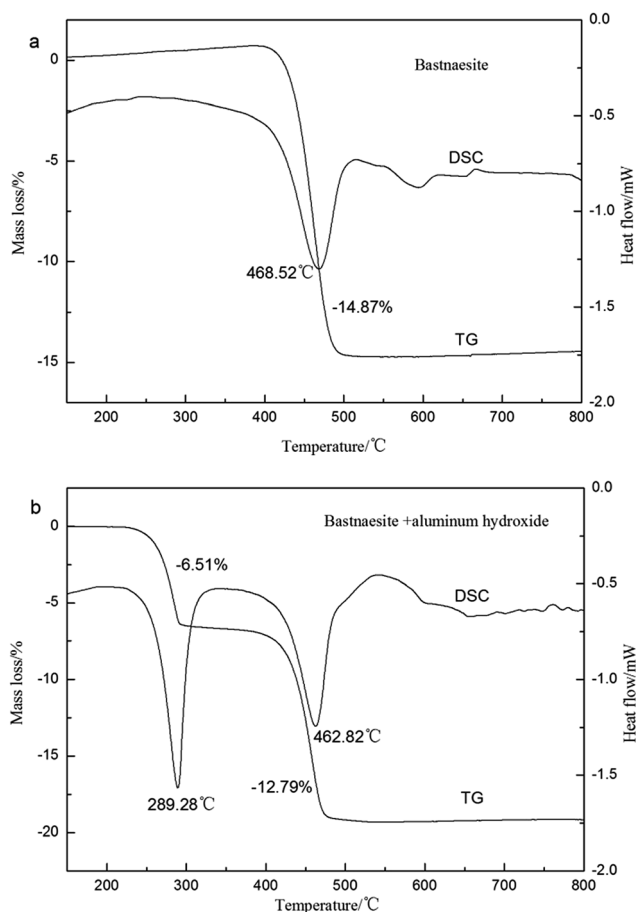 a
Bastnaesite
DSC
468.52℃
-14.87%
TG
0
-5
-10
-15
Mass loss/%
0.0
-0.5
-1.0
-1.5
-2.0
Heat flow/mW
200 300 400 500 600 700 800
Temperature/℃
b
Bastnaesite +aluminum hydroxide
-6.51%
DSC
462.82℃
-12.79%
289.28℃
TG
0
-5
-10
-15
-20
Mass loss/%
0.0
-0.5
-1.0
-1.5
-2.0
Heat flow/mW
200 300 400 500 600 700 800
Temperature/℃